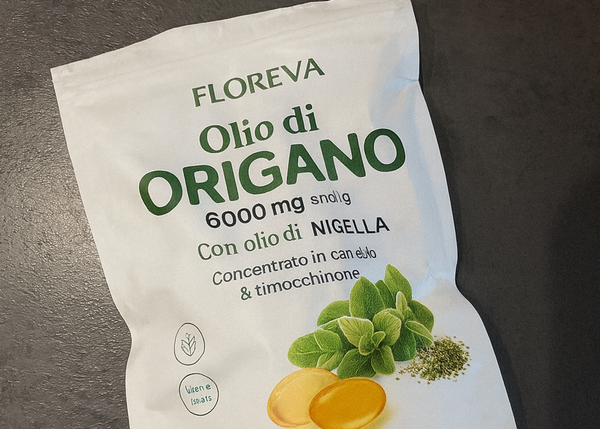 FLOREVA
Olio di
ORIGANO
6000 mg
Con olio di NIGELLA
Concentrato in
& timocchinone